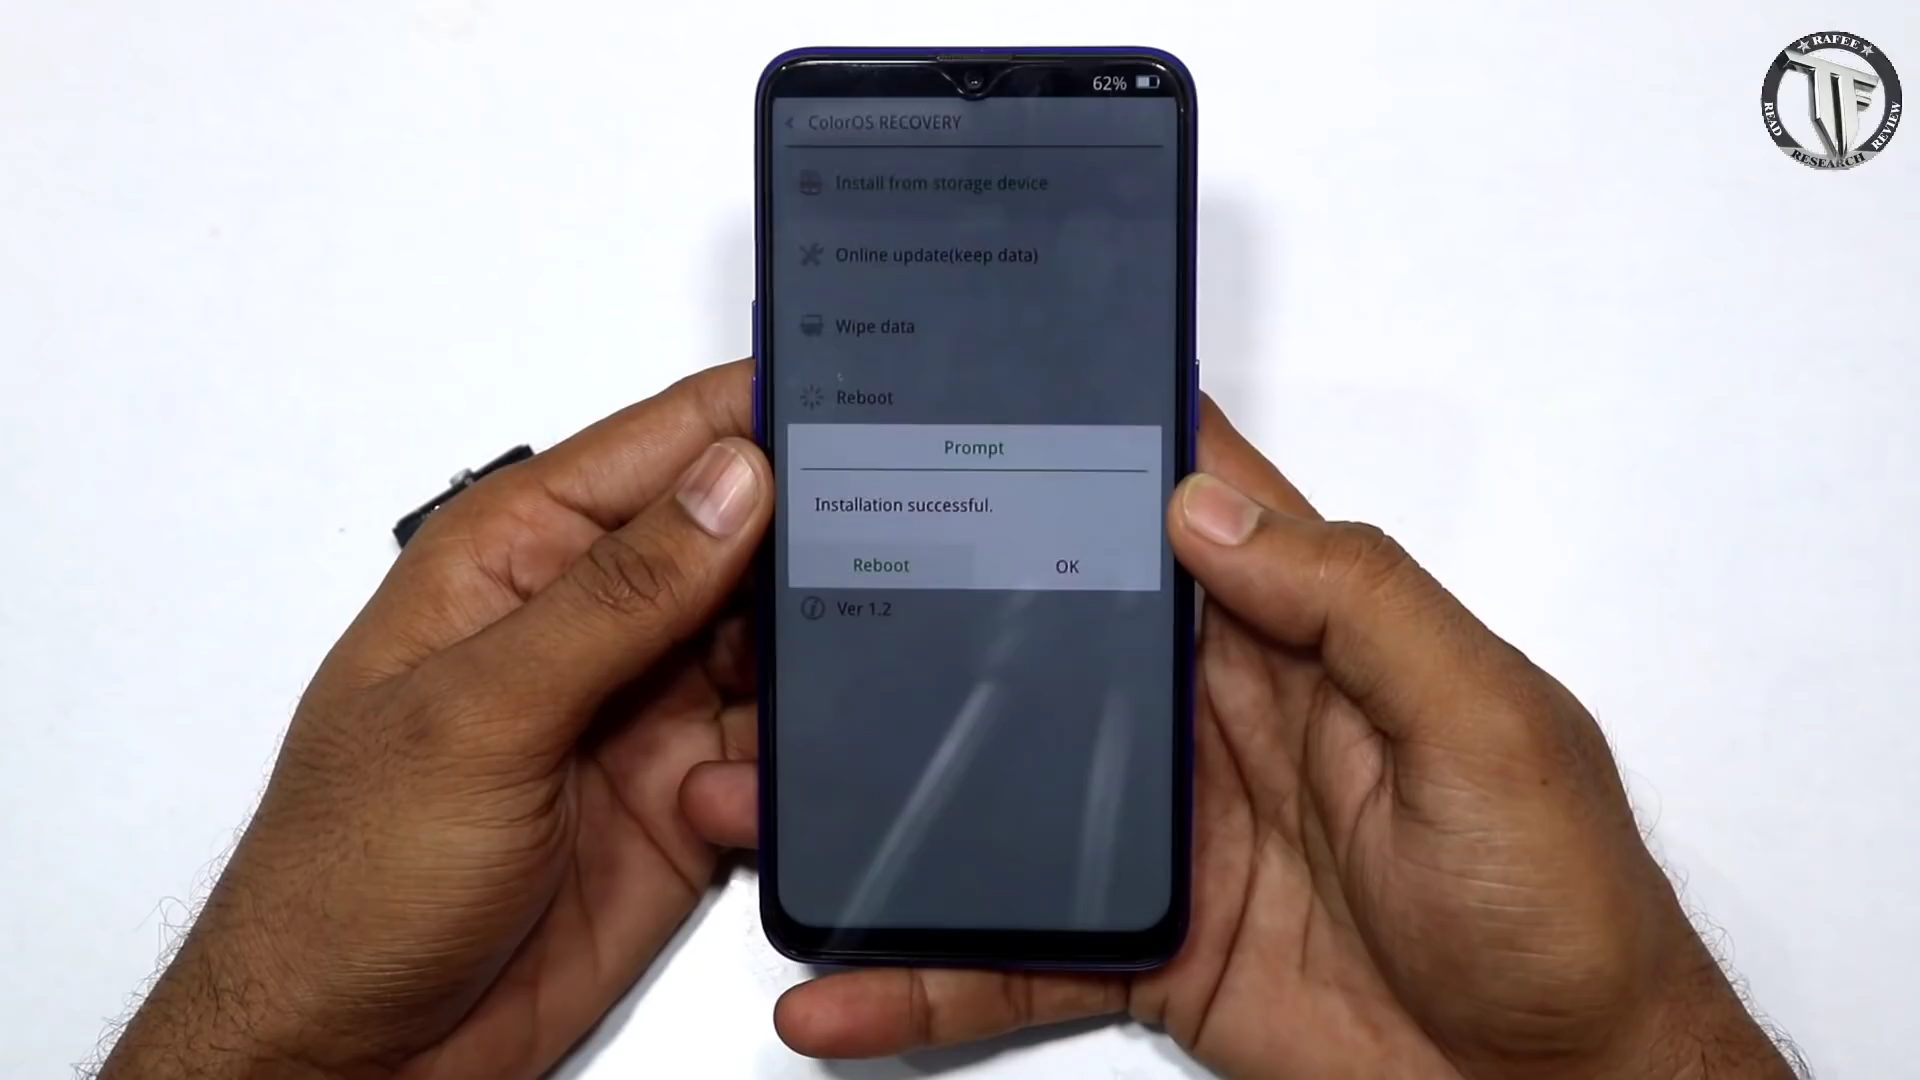 62%
ColorOS RECOVERY
Install from storage device
Online update(keep data)
Wipe data
Reboot
Prompt
Installation successful.
Reboot OK
Ver 1.2
RAFEE
TF
READ
RESEARCH
REVIEW